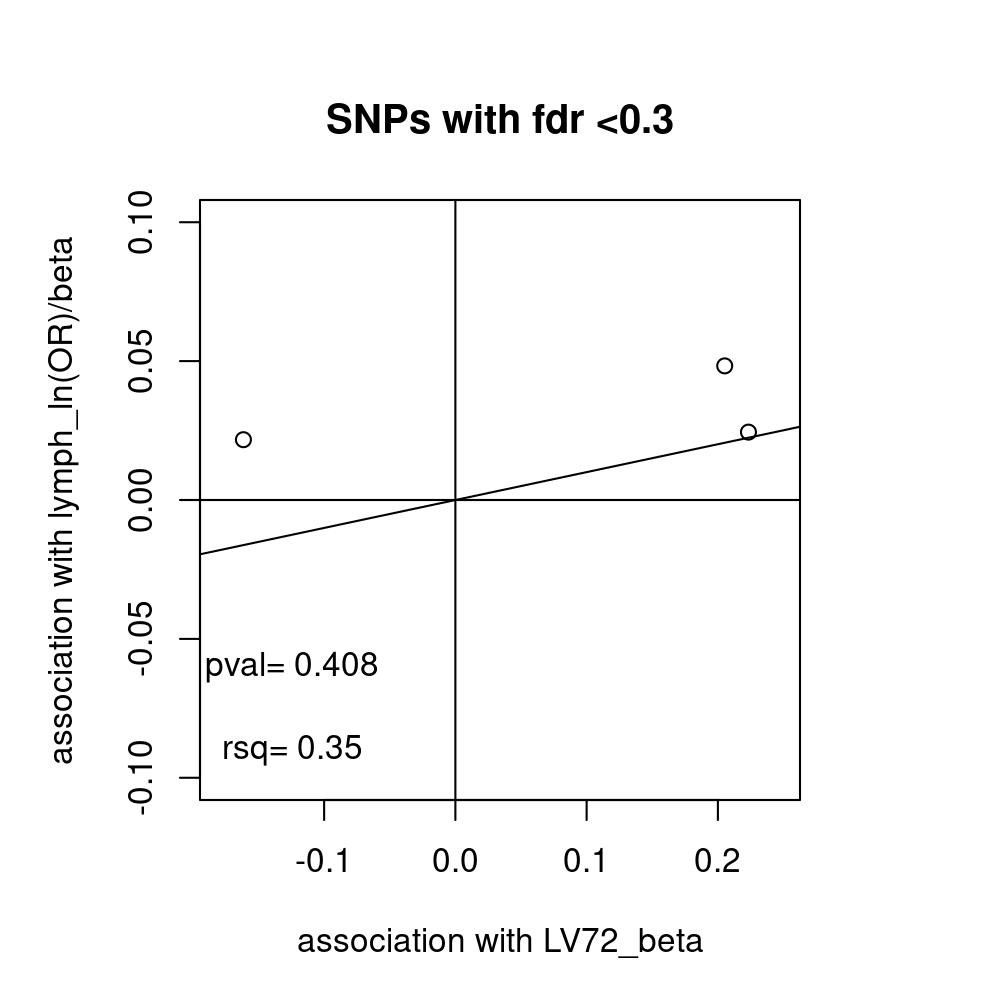 SNPs with fdr <0.3
association with lymph_ln(OR)/beta
0.10
0.05
0.00
-0.05
-0.10
pval= 0.408
rsq= 0.35
-0.1 0.0 0.1 0.2
association with LV72_beta